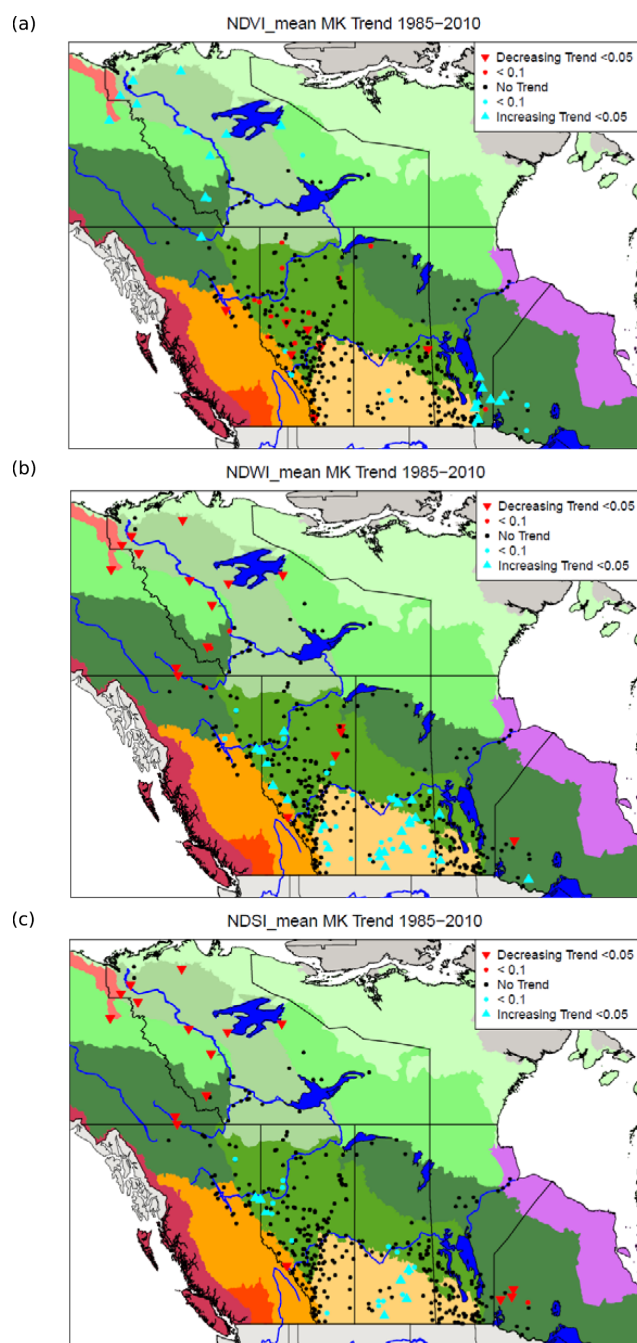 (a)
NDVI_mean MK Trend 1985−2010
Decreasing Trend <0.05
< 0.1
No Trend
< 0.1
Increasing Trend <0.05
(b)
NDWI_mean MK Trend 1985−2010
Decreasing Trend <0.05
< 0.1
No Trend
< 0.1
Increasing Trend <0.05
(c)
NDSI_mean MK Trend 1985−2010
Decreasing Trend <0.05
< 0.1
No Trend
< 0.1
Increasing Trend <0.05